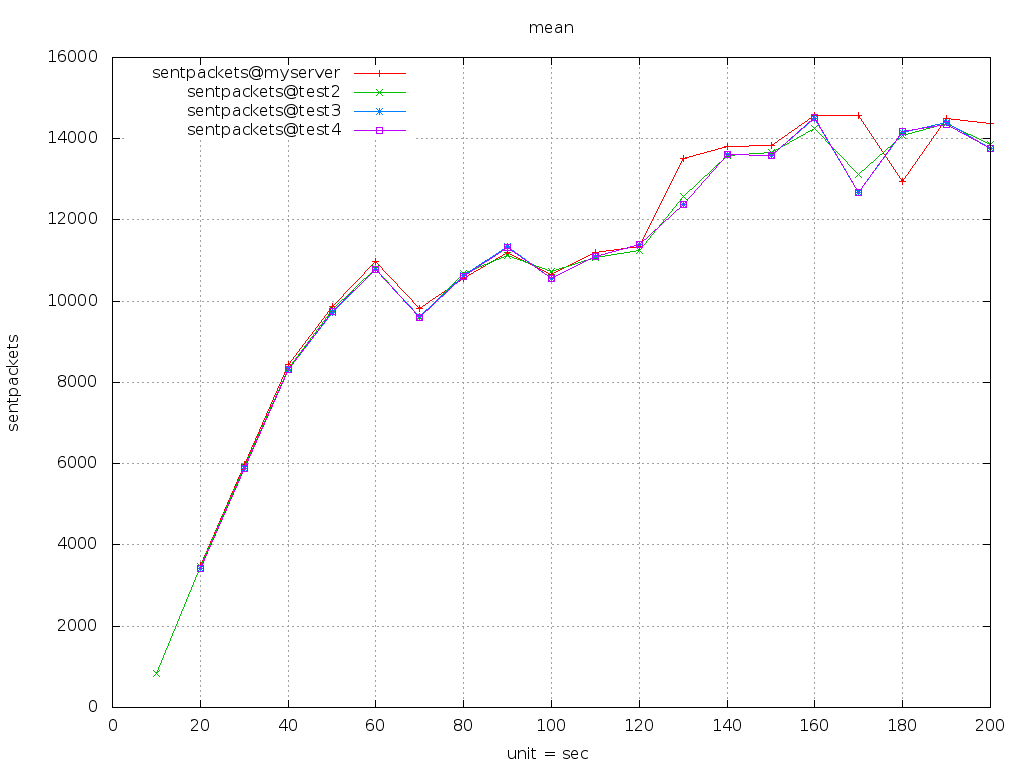 mean
16000
14000
12000
10000
8000
6000
4000
2000
0
sentpackets
sentpackets@myserver
sentpackets@test2
sentpackets@test3
sentpackets@test4
0 20 40 60 80 100 120 140 160 180 200
unit = sec